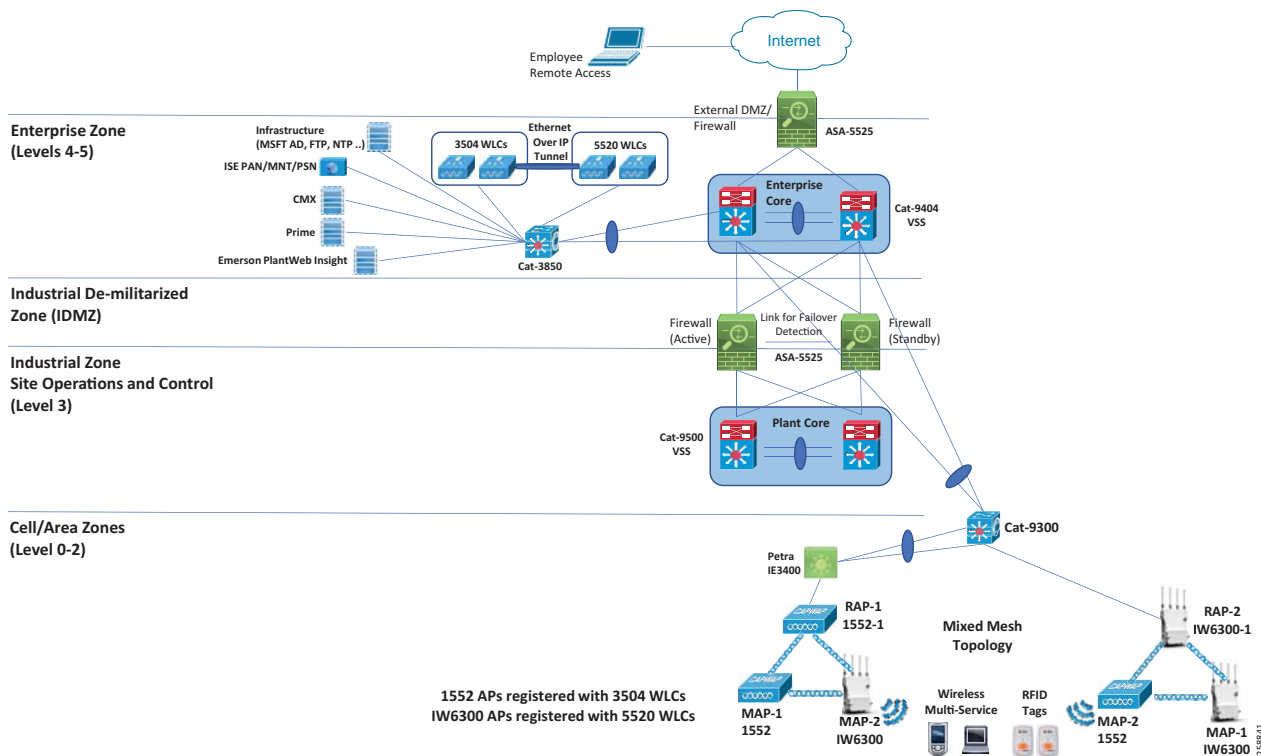 Internet
Employee
Remote Access
External DMZ/
Firewall
ASA-5525
Enterprise Zone
(Levels 4-5)
Infrastructure
(MSFT AD, FTP, NTP ..)
ISE PAN/MNT/PSN
CMX
Prime
Emerson PlantWeb Insight
3504 WLCs
Ethernet
Over IP
Tunnel
5520 WLCs
Cat-3850
Enterprise
Core
Cat-9404
VSS
Industrial De-militarized
Zone (IDMZ)
Firewall
(Active)
Link for Failover
Detection
ASA-5525
Firewall
(Standby)
Industrial Zone
Site Operations and Control
(Level 3)
Cat-9500
VSS
Plant Core
Cell/Area Zones
(Level 0-2)
Cat-9300
Petra
IE3400
RAP-1
1552-1
CAPWAP
Mixed Mesh
Topology
RAP-2
IW6300-1
1552 APs registered with 3504 WLCs
IW6300 APs registered with 5520 WLCs
CAPWAP
MAP-1
1552
MAP-2
IW6300
Wireless
Multi-Service
RFID
Tags
CAPWAP
MAP-2
1552
MAP-1
IW6300
258841